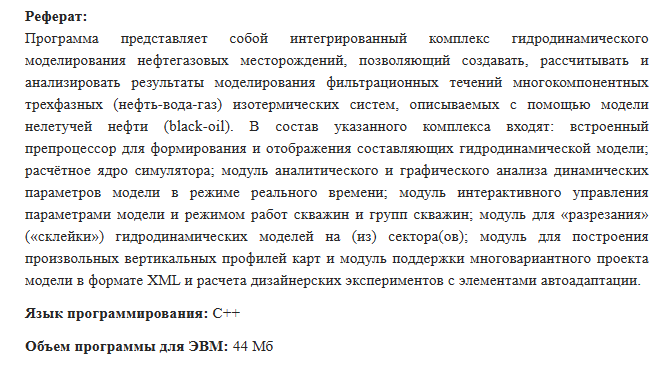 Реферат:
Программа представляет собой интегрированный комплекс гидродинамического
моделирования нефтегазовых месторождений, позволяющий создавать, рассчитывать и
анализировать результаты моделирования фильтрационных течений многокомпонентных
трехфазных (нефть-вода-газ) изотермических систем, описываемых с помощью модели
нелетучей нефти (black-oil). В состав указанного комплекса входят: встроенный
препроцессор для формирования и отображения составляющих гидродинамической модели;
расчётное ядро симулятора; модуль аналитического и графического анализа динамических
параметров модели в режиме реального времени; модуль интерактивного управления
параметрами модели и режимом работ скважин и групп скважин; модуль для «разрезания»
(«склейки») гидродинамических моделей на (из) сектора(ов); модуль для построения
произвольных вертикальных профилей карт и модуль поддержки многовариантного проекта
модели в формате XML и расчета дизайнерских экспериментов с элементами автоадаптации.
Язык программирования: C++
Объем программы для ЭВМ: 44 Мб